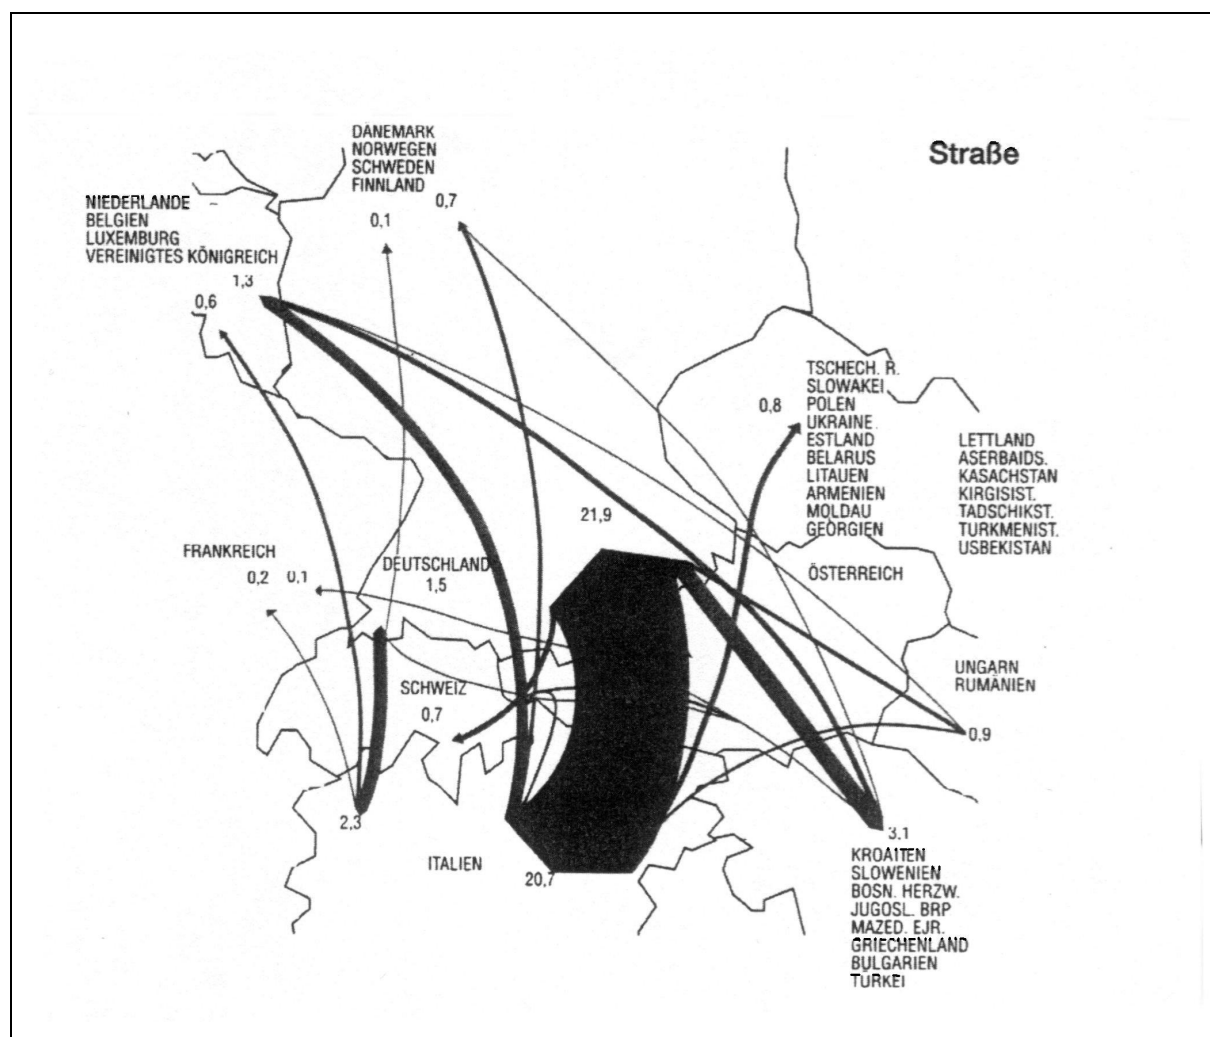 Straße
DÄNEMARK
NORWEGEN
SCHWEDEN
FINNLAND
0,1
0,7
NIEDERLANDE
BELGIEN
LUXEMBURG
VEREINIGTES KÖNIGREICH
1,3
0,6
TSCHECH. R.
SLOWAKEI
POLEN
UKRAINE
ESTLAND
BELARUS
LITAUEN
ARMENIEN
MOLDAU
GEORGIEN
0,8
LETTLAND
ASERBAIDS.
KASACHSTAN
KIRGISIST.
TADSCHIKST.
TURKMENIST.
USBEKISTAN
21,9
FRANKREICH
0,2 0,1
DEUTSCHLAND
1,5
ÖSTERREICH
SCHWEIZ
0,7
UNGARN
RUMÄNIEN
0,9
2,3
ITALIEN
20,7
3,1
KROAITEN
SLOWENIEN
BOSN. HERZW.
JUGOSL. BRP
MAZED. EJR.
GRIECHENLAND
BULGARIEN
TÜRKEI